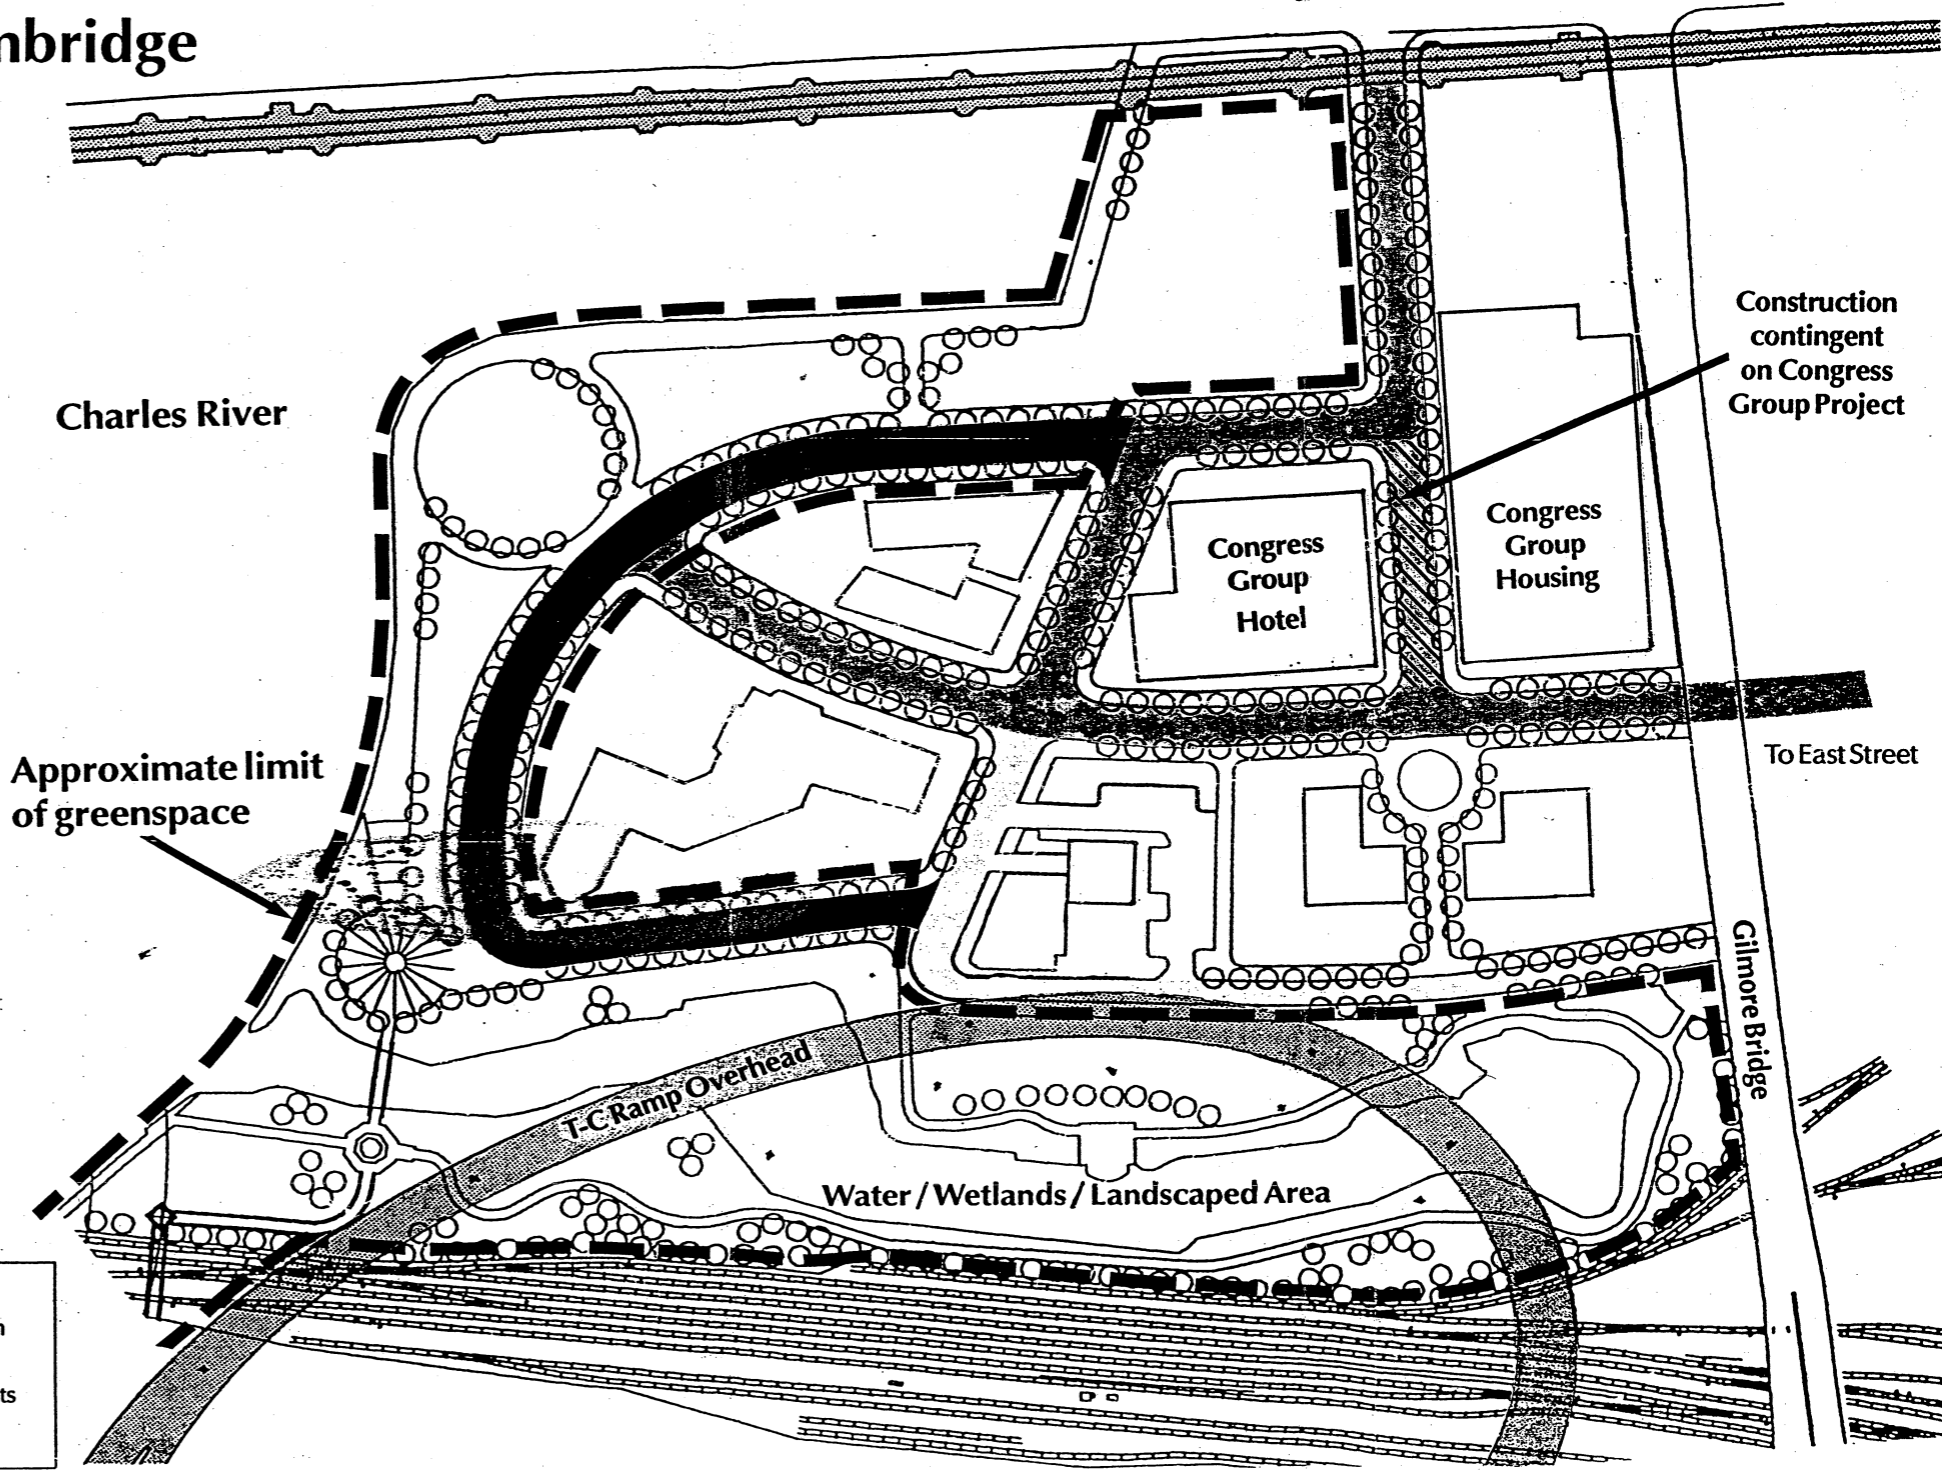 nbridge
Construction
contingent
on Congress
Group Project
Charles River
Congress
Group
Housing
Congress
Group
Hotel
To East Street
Approximate limit
of greenspace
Gilmore Bridge
T-C Ramp Overhead
Water / Wetlands / Landscaped Area
ts